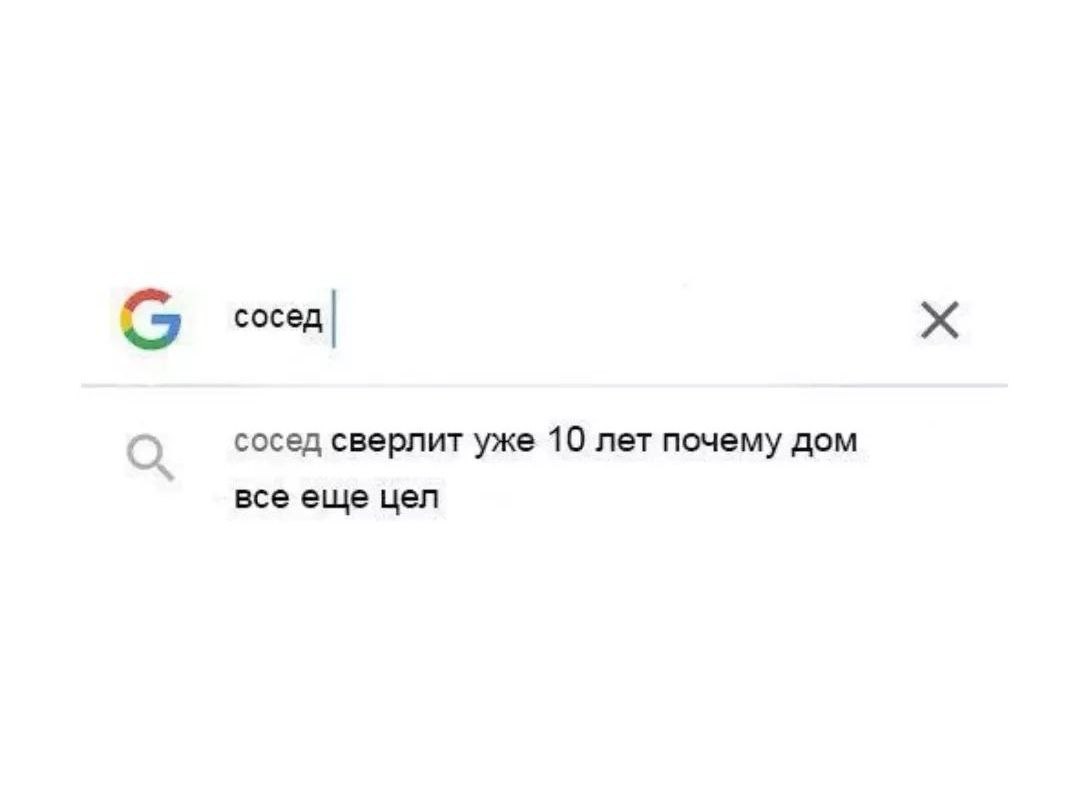 сосед
сосед сверлит уже 10 лет почему дом
все еще цел